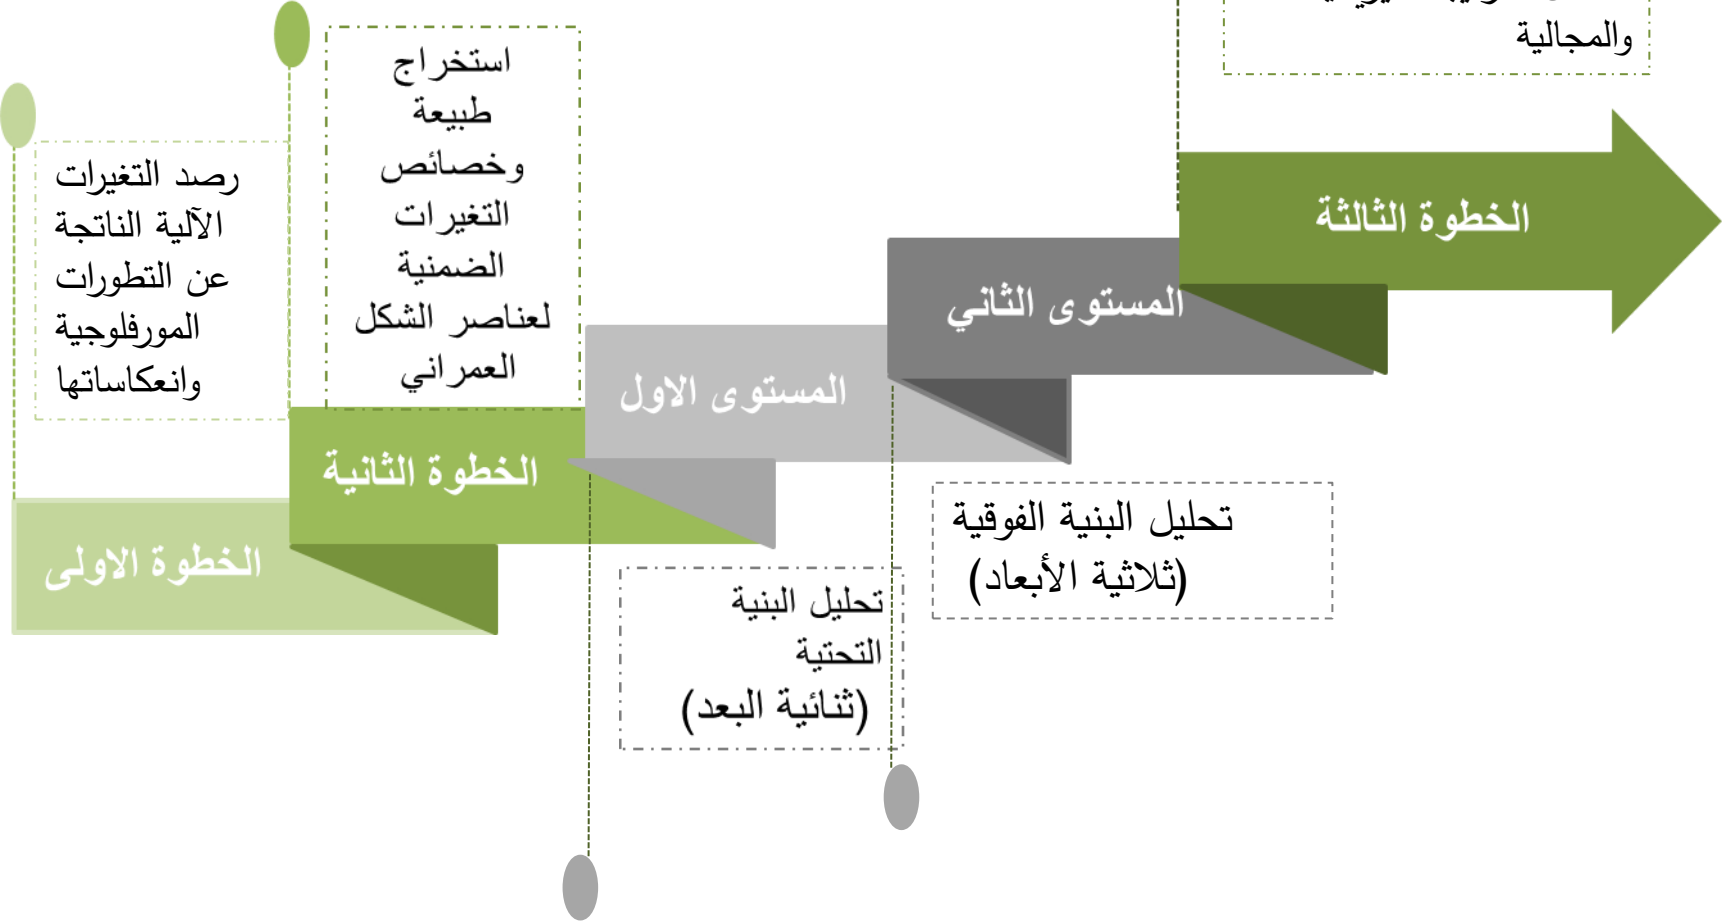 والمجالية
استخراج
طبيعة
وخصائص
التغيرات
الضمنية
لعناصر الشكل
العمراني
رصد التغيرات
الآلية الناتجة
عن التطورات
المورفلوجية
وانعكاساتها
الخطوة الثالثة
المستوى الثاني
المستوى الاول
الخطوة الثانية
الخطوة الاولى
تحليل البنية الفوقية
(ثلاثية الأبعاد)
تحليل البنية
التحتية
(ثنائية البعد)